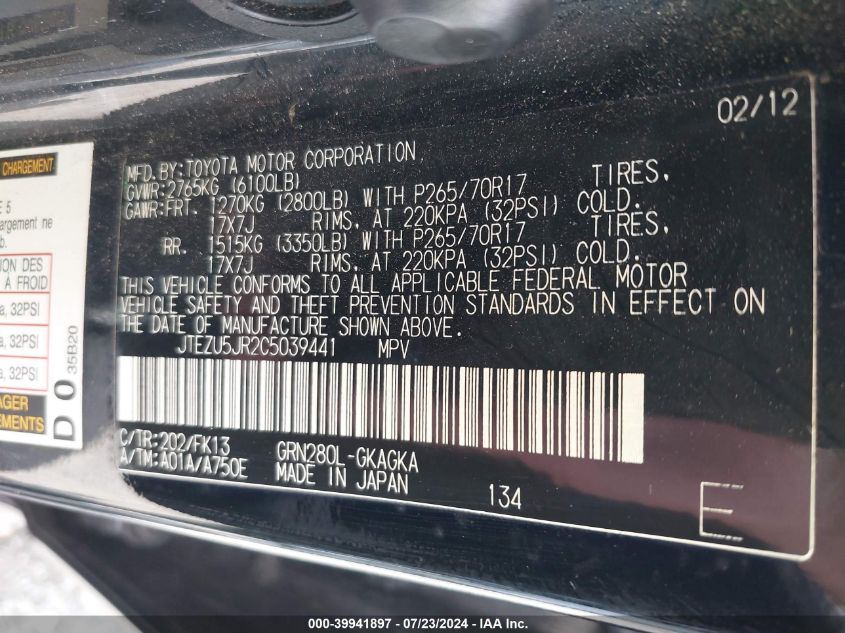 02/12
MFD.BY:TOYOTA MOTOR CORPORATION
GVWR:2765KG (6100LB)
GAWR:FRT. 1270KG (2800LB) WITH P265/70R17 TIRES,
17X7J RIMS, AT 220KPA (32PSI) COLD.
RR. 1515KG (3350LB) WITH P265/70R17 TIRES,
17X7J RIMS, AT 220KPA (32PSI) COLD.
THIS VEHICLE CONFORMS TO ALL APPLICABLE FEDERAL MOTOR
VEHICLE SAFETY AND THEFT PREVENTION STANDARDS IN EFFECT ON
THE DATE OF MANUFACTURE SHOWN ABOVE.
JTEZU5JR2C5039441 MPV
C/TR:202/FK13 GRN280L-GKAGKA
A/TM:A01A/A750E MADE IN JAPAN
134
E
CHARGEMENT
E 5
argement ne
b.
ION DES
À FROID
a, 32PSI
a, 32PSI
a, 32PSI
AGER
EMENTS
D 0
35B20
000-39941897 - 07/23/2024 - IAA Inc.